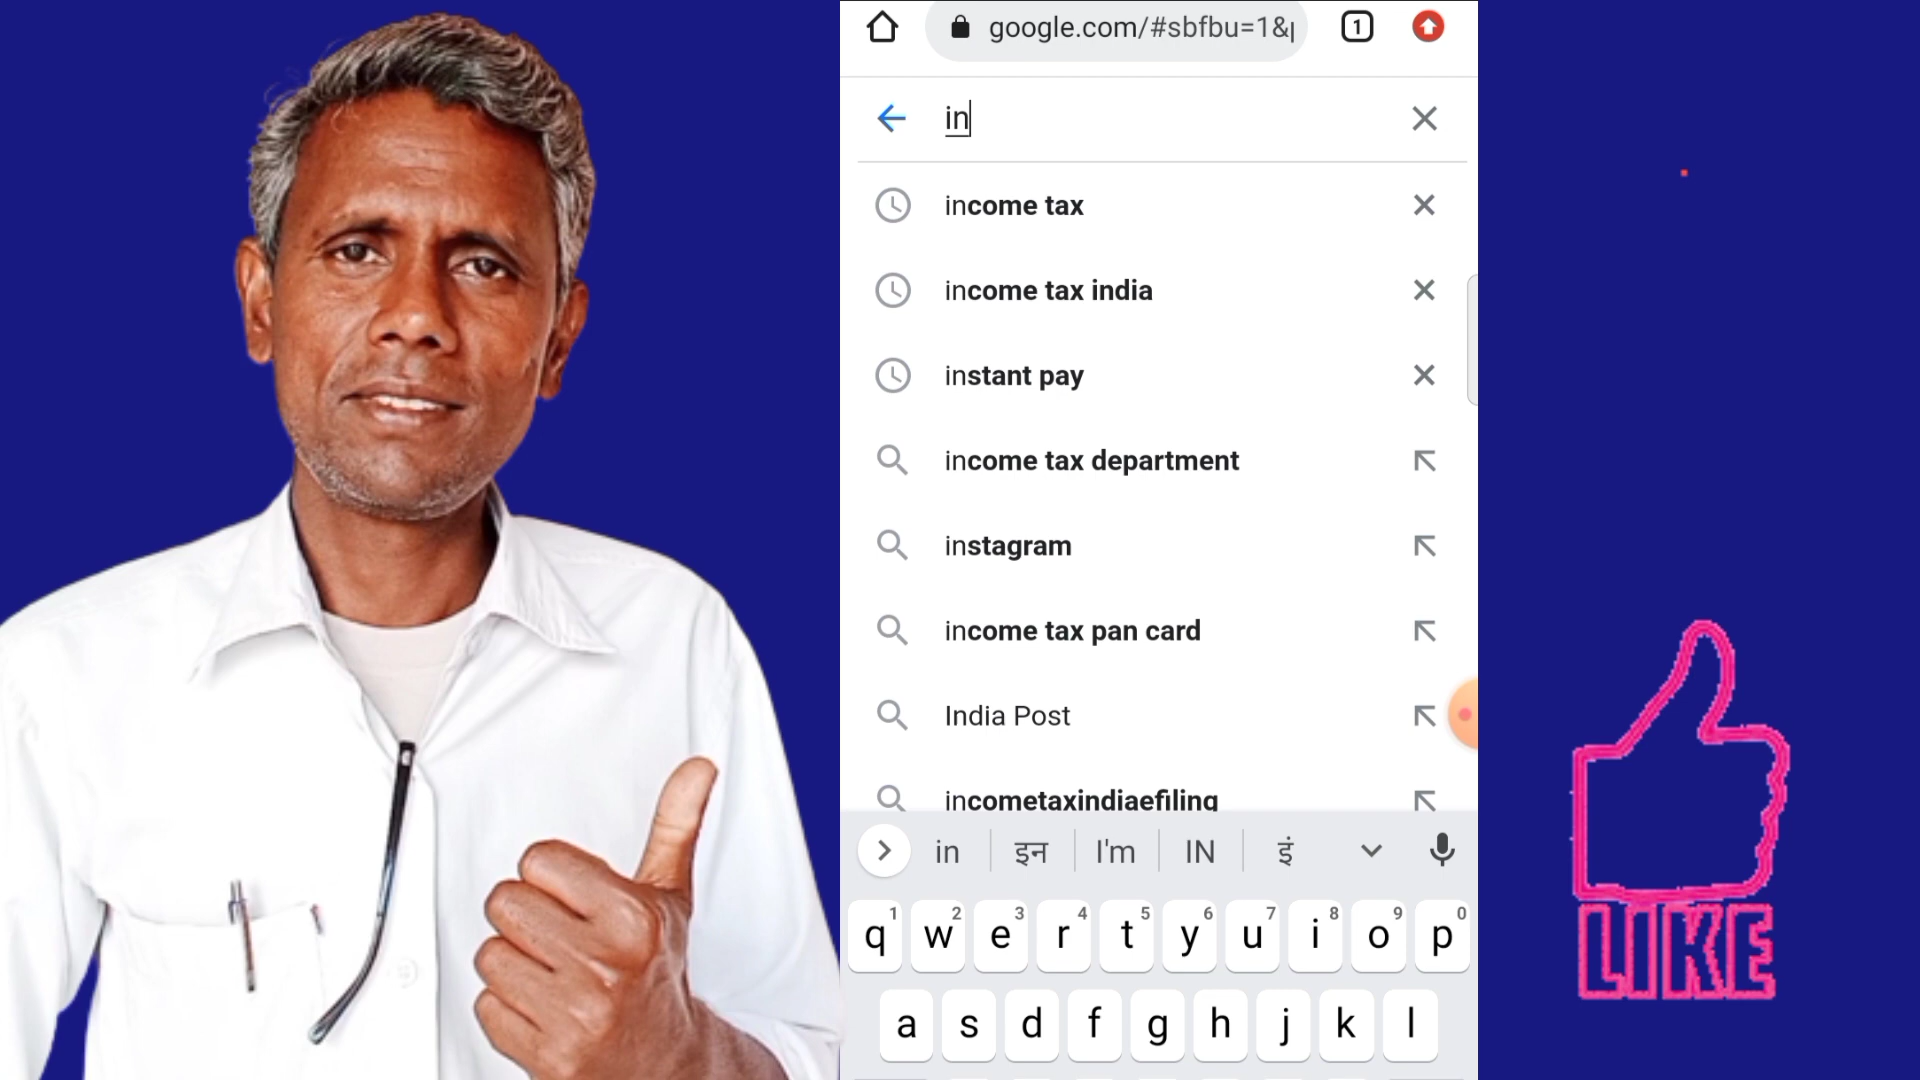 google.com/#sbfbu=1&p
1
in
income tax
income tax india
instant pay
income tax department
instagram
income tax pan card
India Post
incometaxindiaefiling
in इन I'm IN इं
1 2 3 4 5 6 7 8 9 0
q w e r t y u i o p
a s d f g h j k l
LIKE